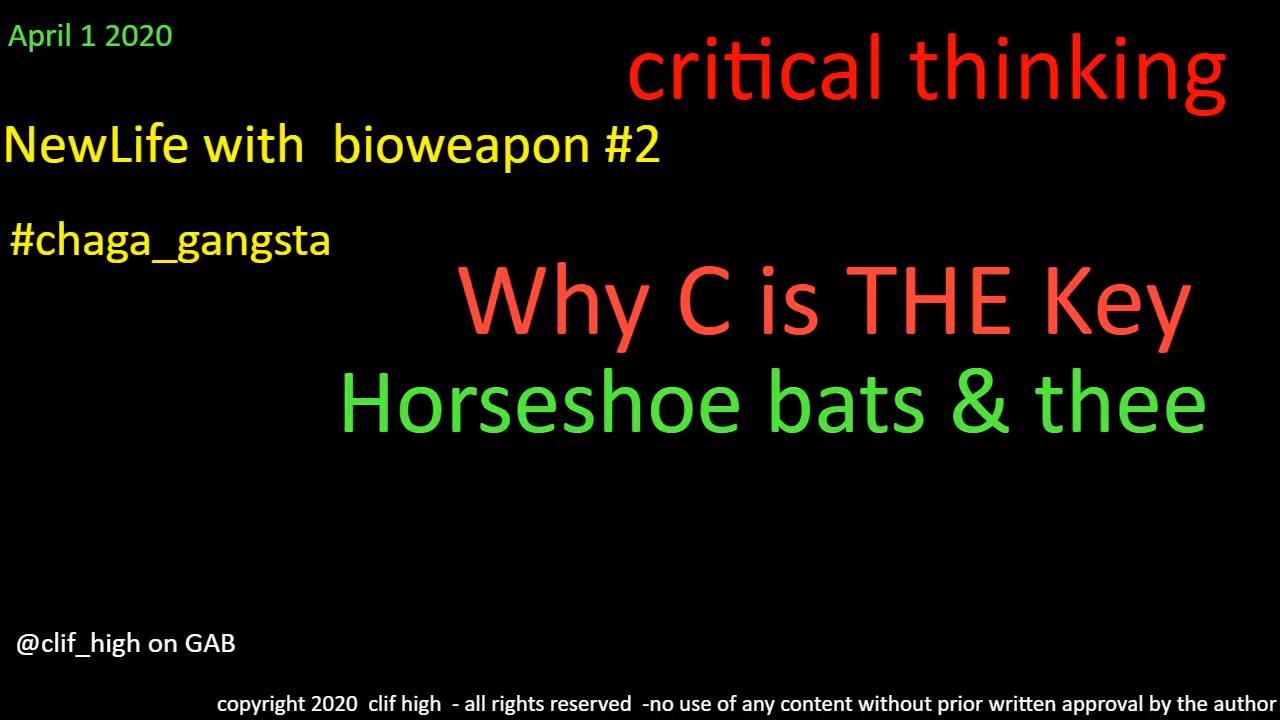 April 1 2020
critical thinking
NewLife with  bioweapon #2
#chaga_gangsta
Why C is THE Key
Horseshoe bats & thee
@clif_high on GAB
copyright 2020  clif high  - all rights reserved  -no use of any content without prior written approval by the author